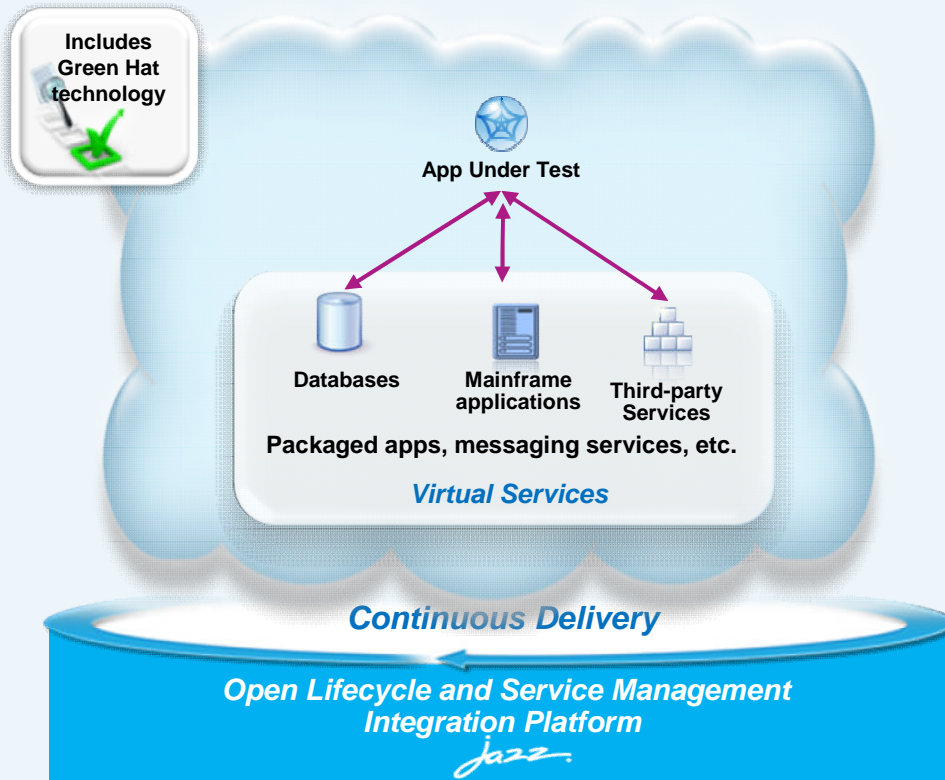 Includes
Green Hat
technology
App Under Test
Databases
Mainframe
applications
Third-party
Services
Packaged apps, messaging services, etc.
Virtual Services
Continuous Delivery
Open Lifecycle and Service Management
Integration Platform
jazz